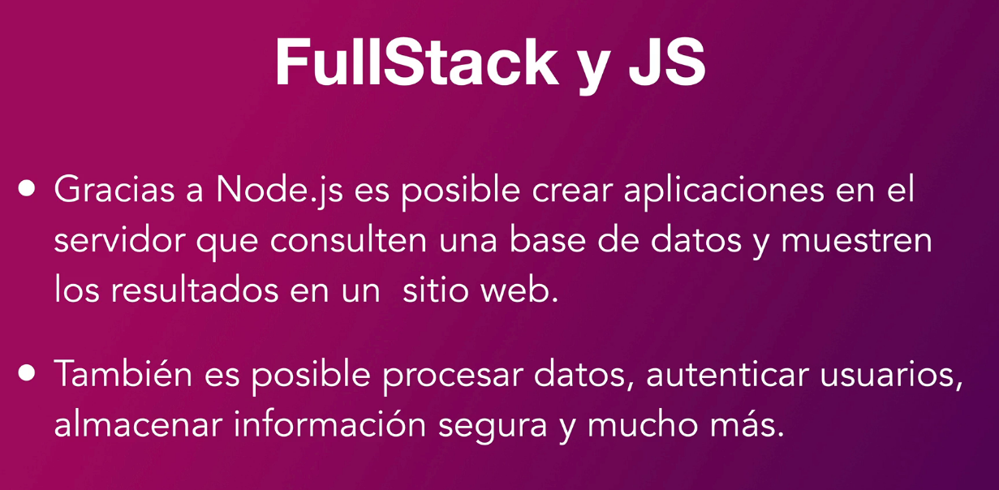 FullStack y JS
• Gracias a Node.js es posible crear aplicaciones en el
servidor que consulten una base de datos y muestren
los resultados en un  sitio web.
• También es posible procesar datos, autenticar usuarios,
almacenar información segura y mucho más.